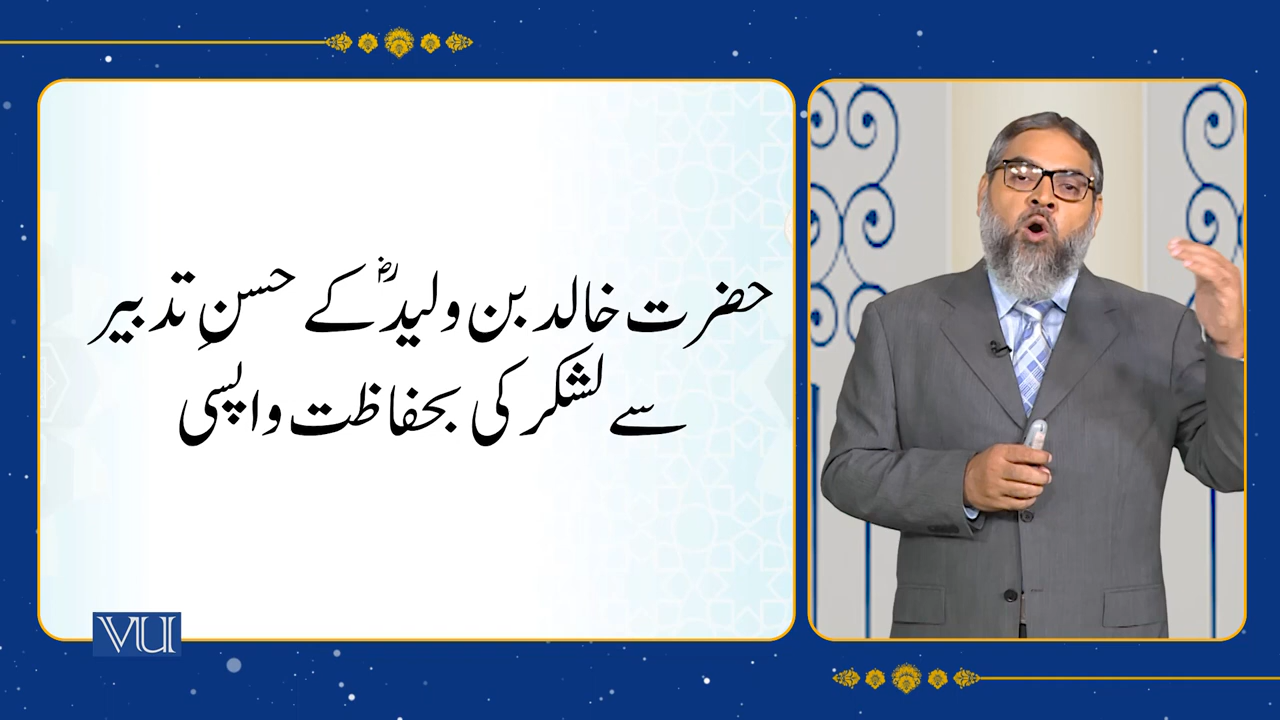 حضرت خالد بن ولیدؓ کے حسنِ تدبیر
سے لشکر کی بحفاظت واپسی
VU